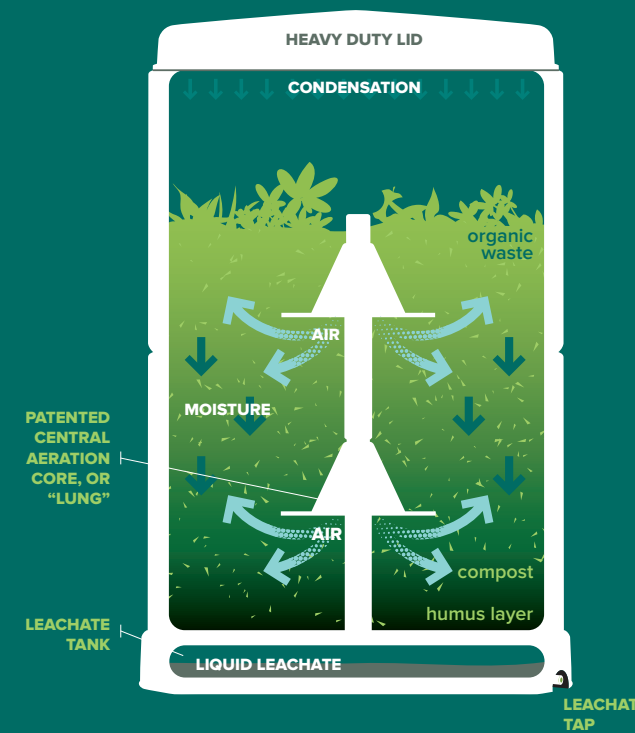 HEAVY DUTY LID
CONDENSATION
organic
waste
AIR
MOISTURE
PATENTED
CENTRAL
AERATION
CORE, OR
“LUNG”
AIR
compost
humus layer
LEACHATE
TANK
LIQUID LEACHATE
LEACHAT
TAP